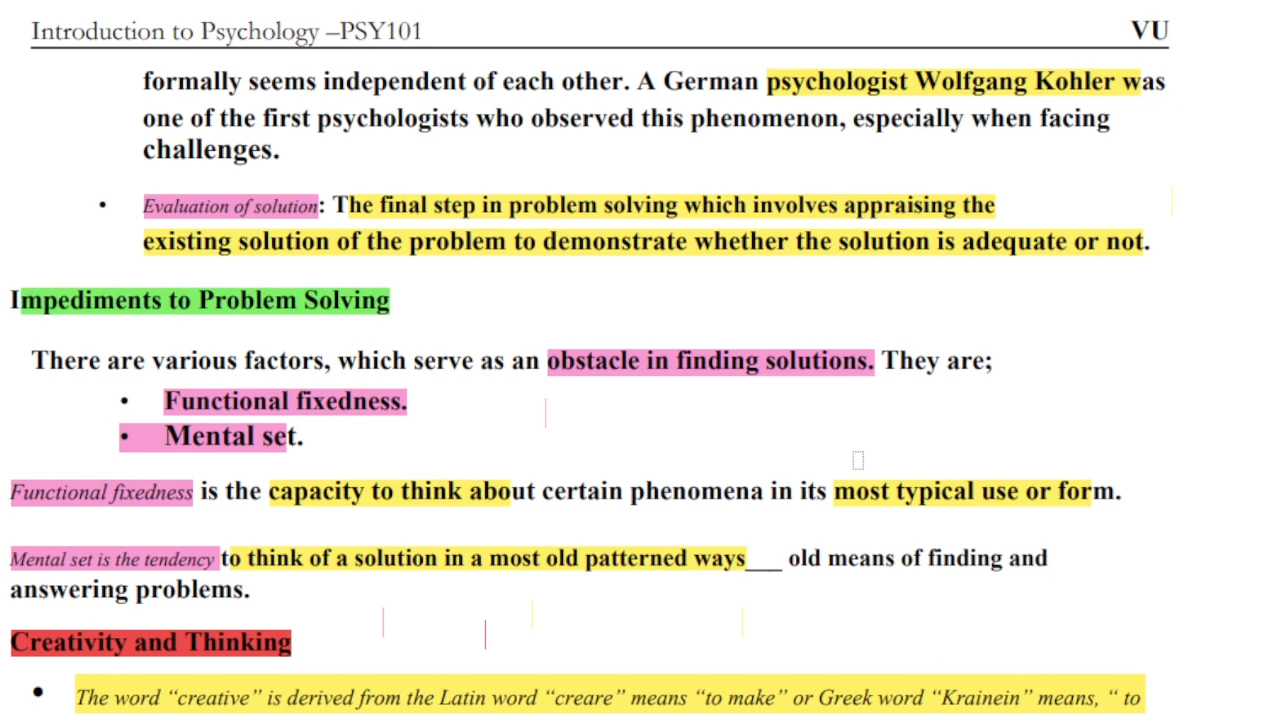 Introduction to Psychology –PSY101 VU
formally seems independent of each other. A German psychologist Wolfgang Kohler was
one of the first psychologists who observed this phenomenon, especially when facing
challenges.
• Evaluation of solution: The final step in problem solving which involves appraising the
existing solution of the problem to demonstrate whether the solution is adequate or not.
Impediments to Problem Solving
There are various factors, which serve as an obstacle in finding solutions. They are;
• Functional fixedness.
• Mental set.
Functional fixedness is the capacity to think about certain phenomena in its most typical use or form.
Mental set is the tendency to think of a solution in a most old patterned ways___ old means of finding and
answering problems.
Creativity and Thinking
• The word “creative” is derived from the Latin word “creare” means “to make” or Greek word “Krainein” means, “ to